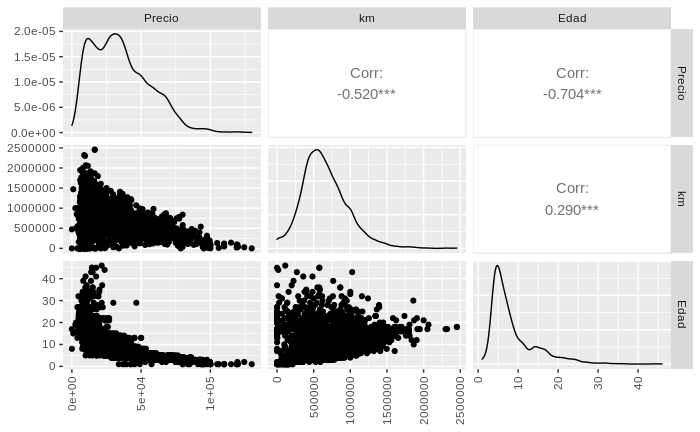 Precio km Edad
2.0e-05
1.5e-05
1.0e-05
5.0e-06
0.0e+00
Corr:
-0.520***
Corr:
-0.704***
Precio
2500000
2000000
1500000
1000000
500000
0
Corr:
0.290***
km
40
30
20
10
0
Edad
0e+00 5e+04 1e+05
0 500000 1000000 1500000 2000000 2500000
0 10 20 30 40